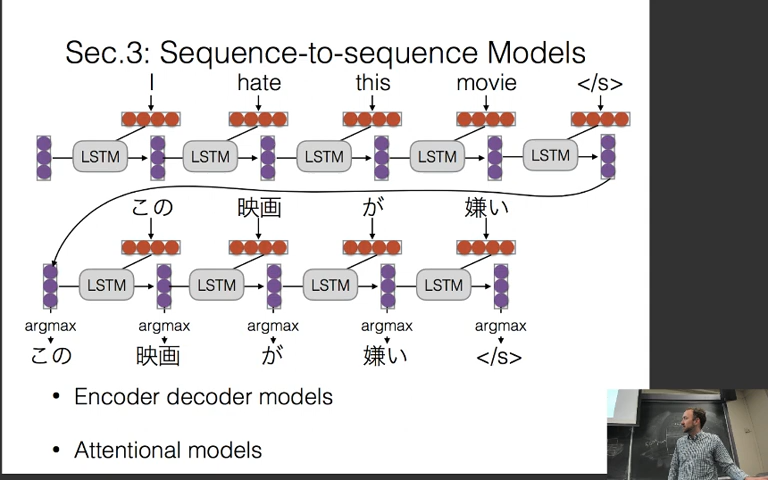 Sec.3: Sequence-to-sequence Models
I hate this movie </s>
LSTM LSTM LSTM LSTM LSTM
この 映画 が 嫌い
LSTM LSTM LSTM LSTM
argmax argmax argmax argmax argmax
この 映画 が 嫌い </s>
• Encoder decoder models
• Attentional models